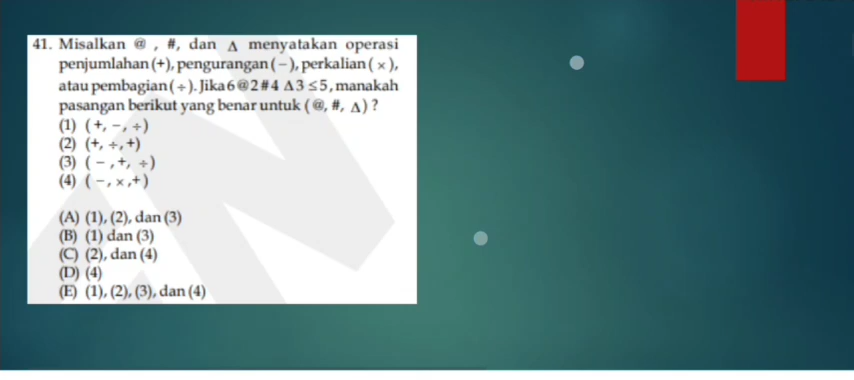 41. Misalkan @ , #, dan Δ menyatakan operasi
penjumlahan (+), pengurangan ( − ), perkalian ( × ),
atau pembagian ( ÷ ). Jika 6 @ 2 # 4 Δ 3 ≤ 5, manakah
pasangan berikut yang benar untuk ( @, #, Δ ) ?
(1) ( +, − , ÷ )
(2) (+, ÷, +)
(3) ( − , +, ÷ )
(4) ( − , × , + )
(A) (1), (2), dan (3)
(B) (1) dan (3)
(C) (2), dan (4)
(D) (4)
(E) (1), (2), (3), dan (4)